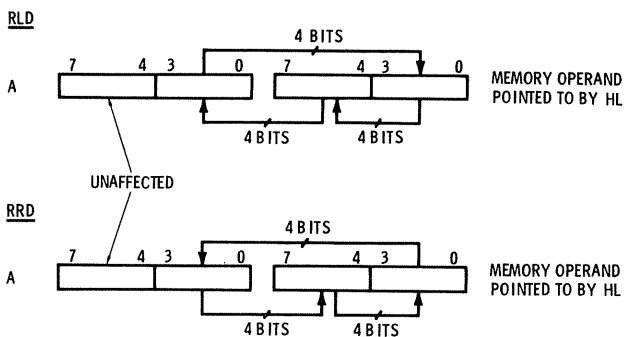 RLD
4 BITS
7 4 3 0 7 4 3 0
A
MEMORY OPERAND
POINTED TO BY HL
4 BITS 4 BITS
UNAFFECTED
RRD
4 BITS
7 4 3 0 7 4 3 0
A
MEMORY OPERAND
POINTED TO BY HL
4 BITS 4 BITS